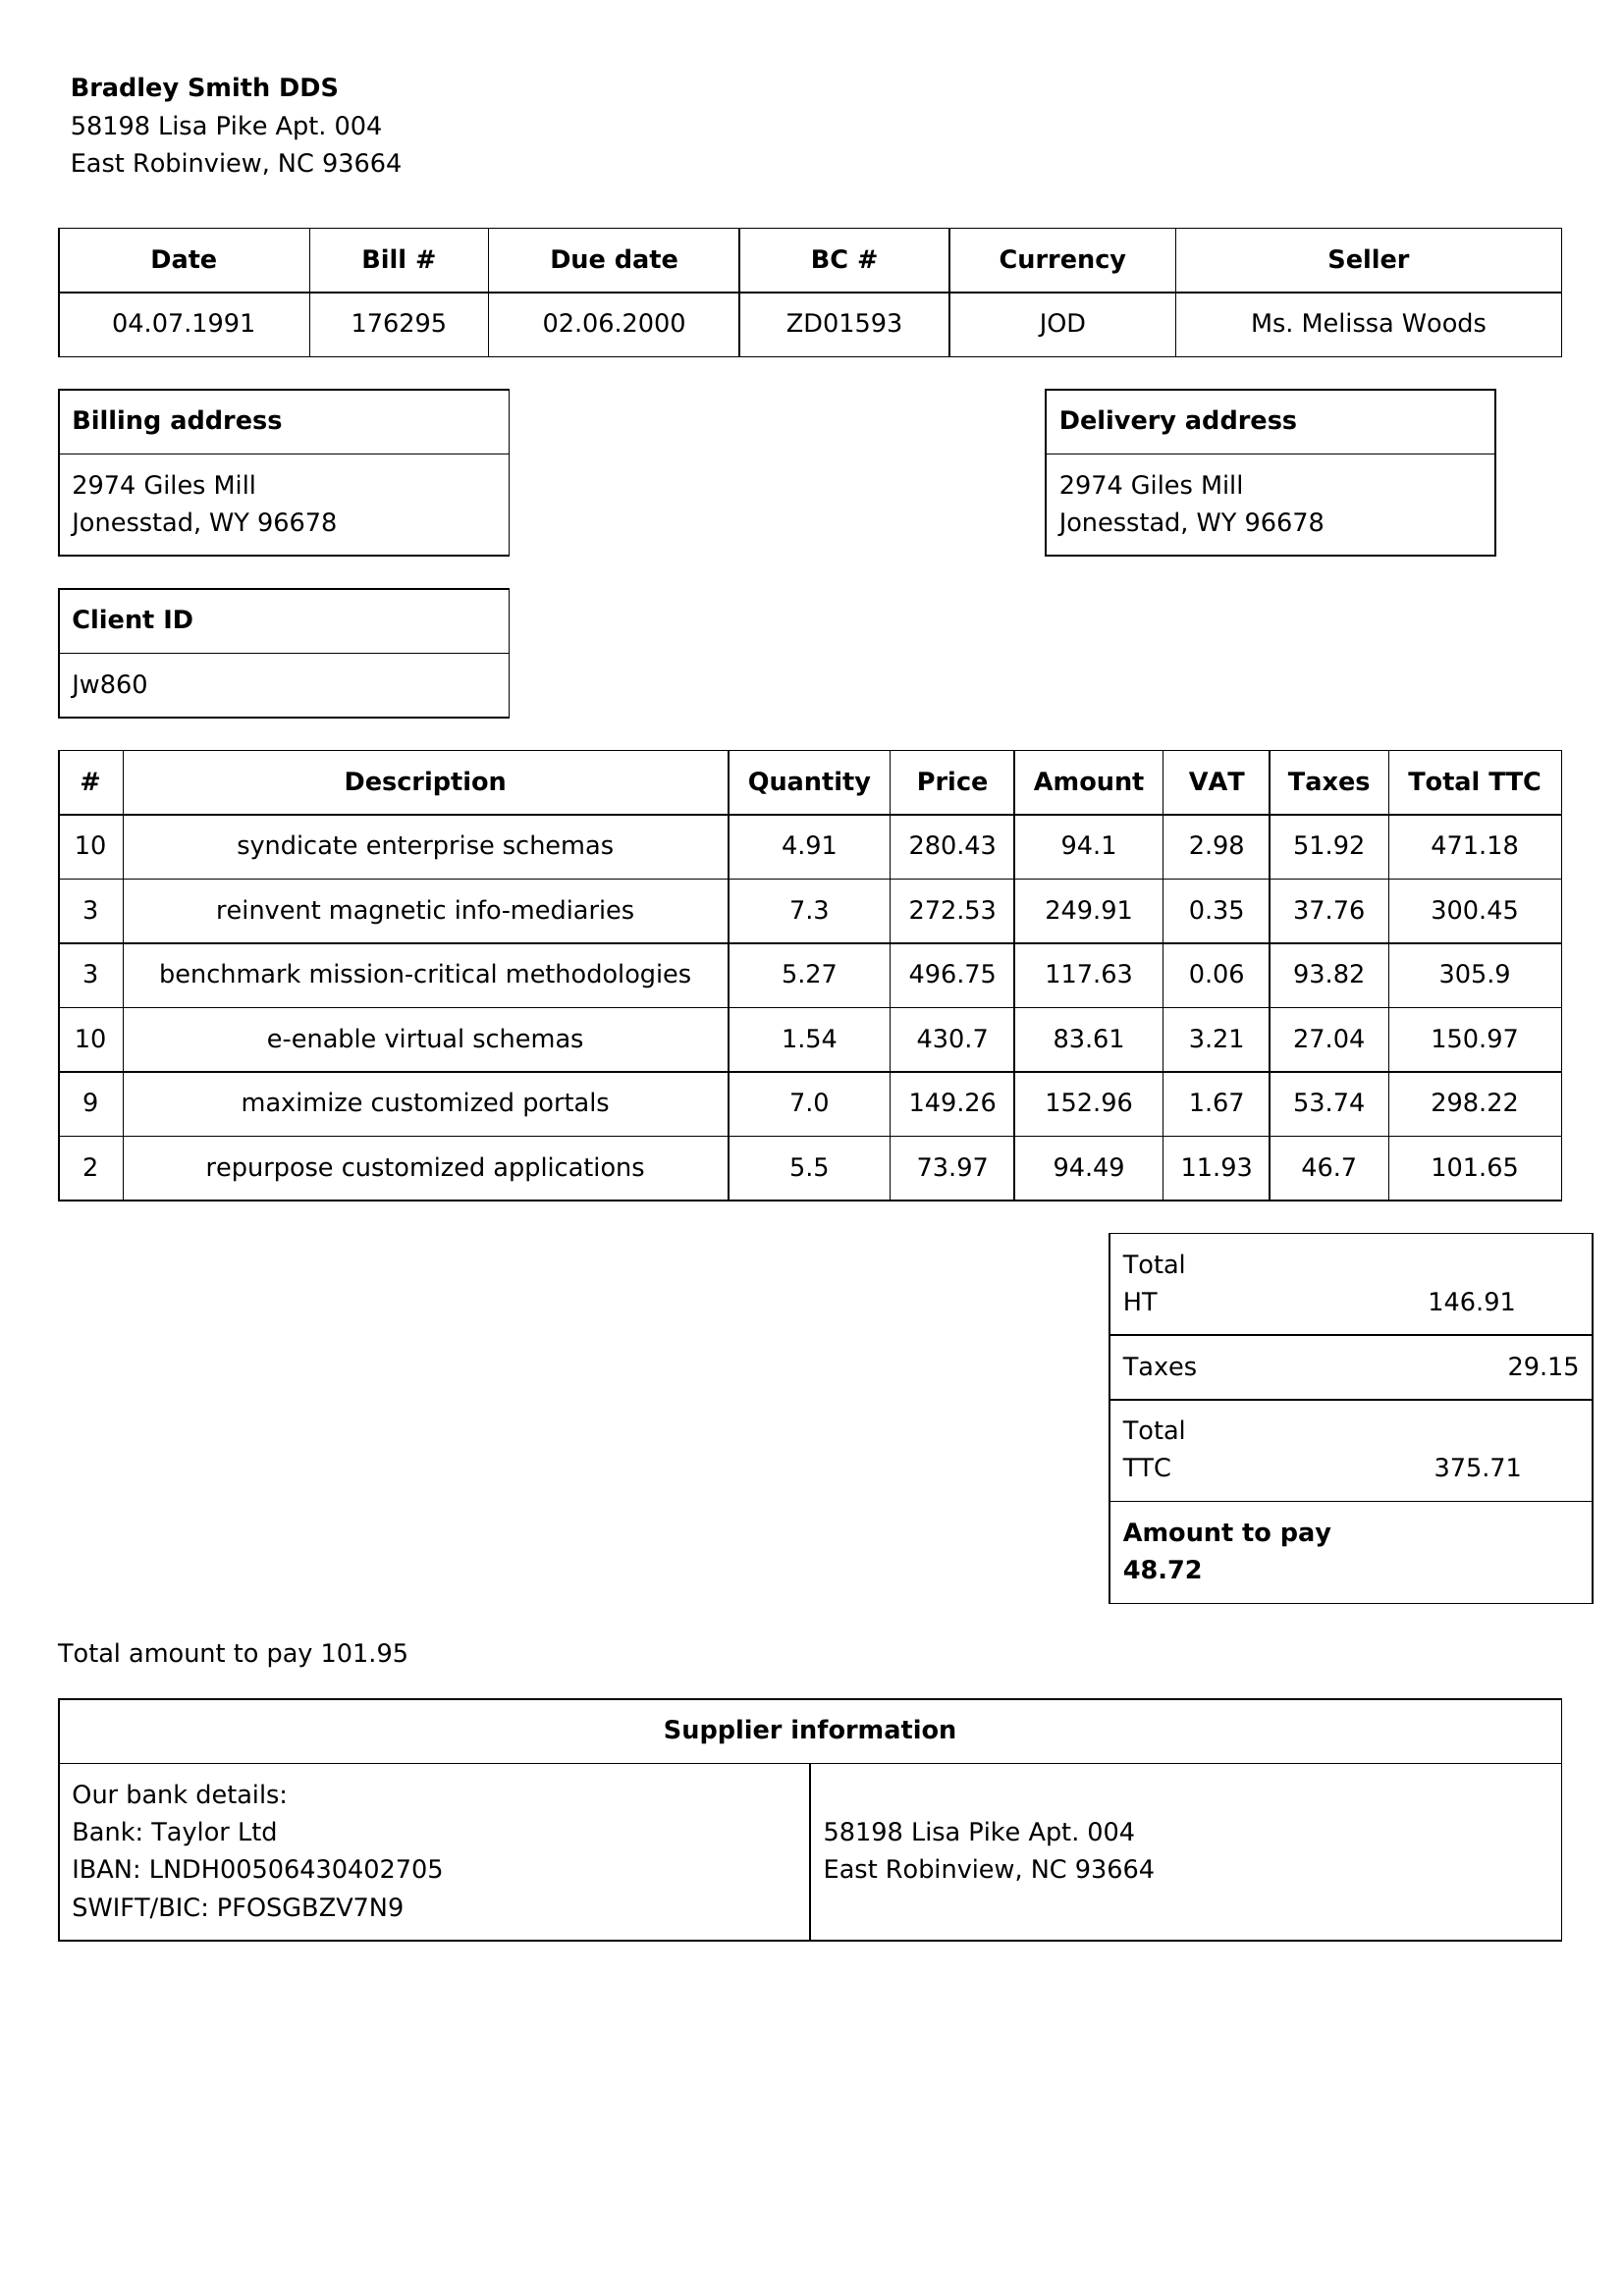 Bradley Smith DDS
58198 Lisa Pike Apt. 004
East Robinview, NC 93664
Date Bill # Due date BC # Currency Seller
04.07.1991 176295 02.06.2000 ZD01593 JOD Ms. Melissa Woods
Billing address
2974 Giles Mill
Jonesstad, WY 96678
Delivery address
2974 Giles Mill
Jonesstad, WY 96678
Client ID
Jw860
# Description Quantity Price Amount VAT Taxes Total TTC
10 syndicate enterprise schemas 4.91 280.43 94.1 2.98 51.92 471.18
3 reinvent magnetic info-mediaries 7.3 272.53 249.91 0.35 37.76 300.45
3 benchmark mission-critical methodologies 5.27 496.75 117.63 0.06 93.82 305.9
10 e-enable virtual schemas 1.54 430.7 83.61 3.21 27.04 150.97
9 maximize customized portals 7.0 149.26 152.96 1.67 53.74 298.22
2 repurpose customized applications 5.5 73.97 94.49 11.93 46.7 101.65
Total
HT 146.91
Taxes 29.15
Total
TTC 375.71
Amount to pay
48.72
Total amount to pay 101.95
Supplier information
Our bank details:
Bank: Taylor Ltd
IBAN: LNDH00506430402705
SWIFT/BIC: PFOSGBZV7N9
58198 Lisa Pike Apt. 004
East Robinview, NC 93664